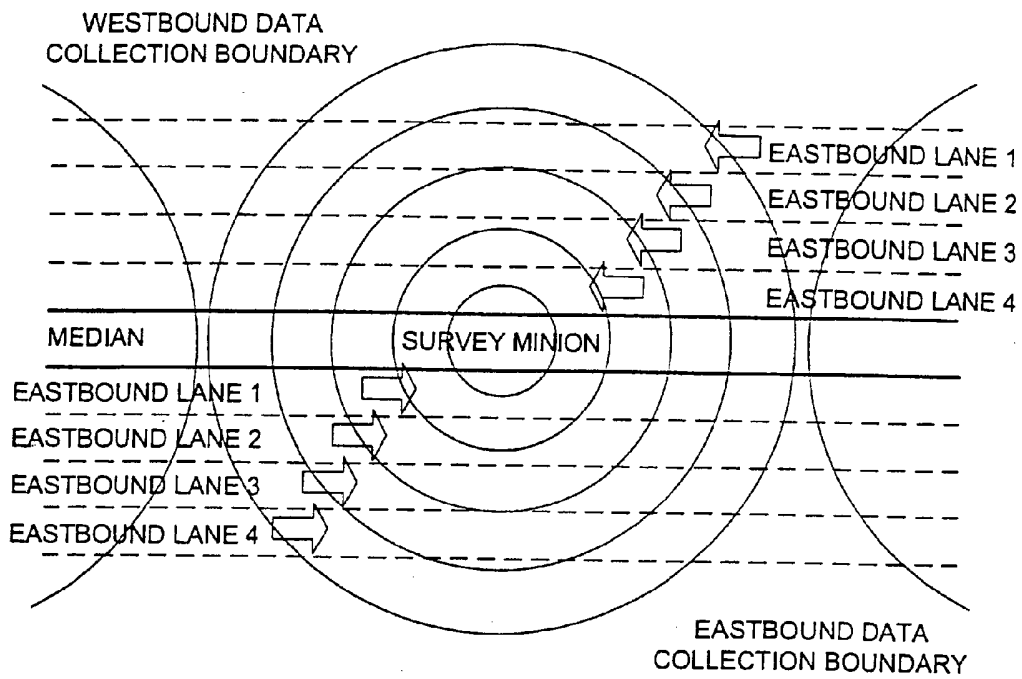 WESTBOUND DATA
COLLECTION BOUNDARY
EASTBOUND LANE 1
EASTBOUND LANE 2
EASTBOUND LANE 3
EASTBOUND LANE 4
MEDIAN
SURVEY MINION
EASTBOUND LANE 1
EASTBOUND LANE 2
EASTBOUND LANE 3
EASTBOUND LANE 4
EASTBOUND DATA
COLLECTION BOUNDARY